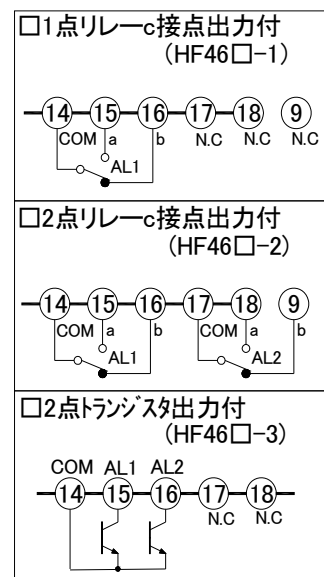 □1点リレーc接点出力付
(HF46□-1)
14 15 16 17 18 9
COM a b N.C N.C N.C
AL1
□2点リレーc接点出力付
(HF46□-2)
14 15 16 17 18 9
COM a b COM a b
AL1 AL2
□2点トランジスタ出力付
(HF46□-3)
COM AL1 AL2
14 15 16 17 18
N.C N.C